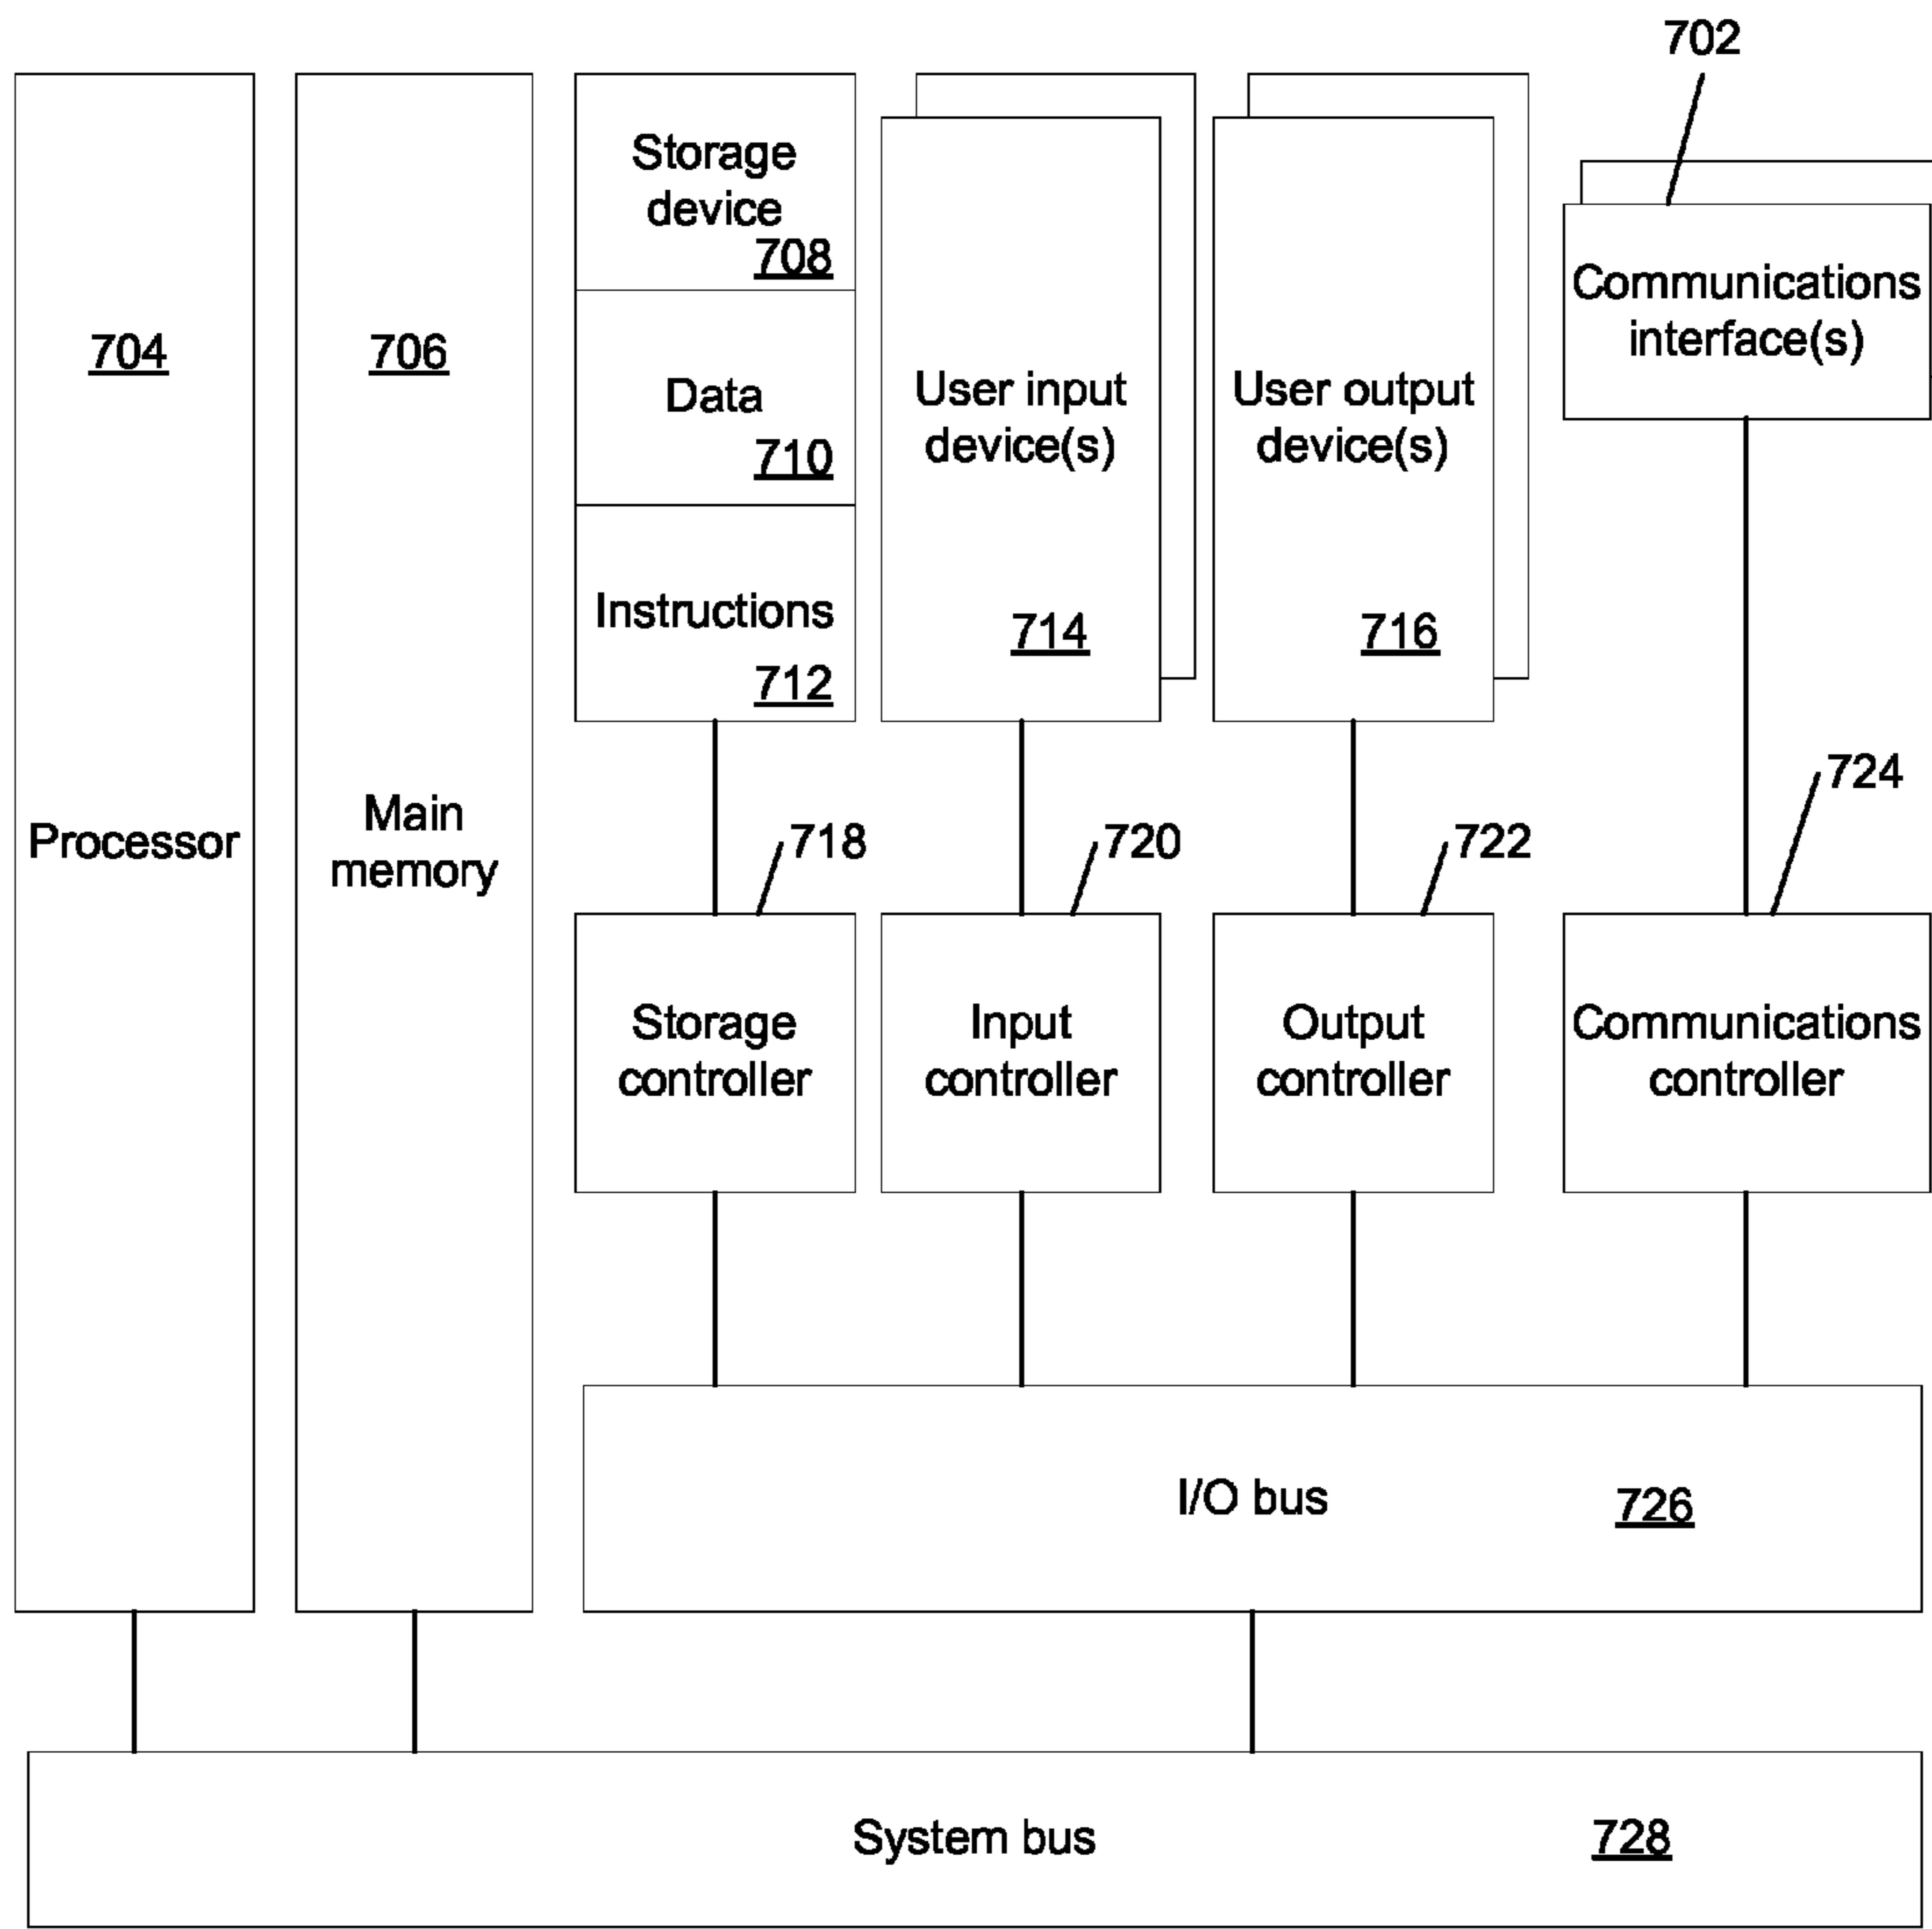 702
Storage
device
708
Communications
interface(s)
704
706
Data
710
User input
device(s)
User output
device(s)
Instructions
712
714
716
724
Processor
Main
memory
718
720
722
Storage
controller
Input
controller
Output
controller
Communications
controller
I/O bus
726
System bus
728